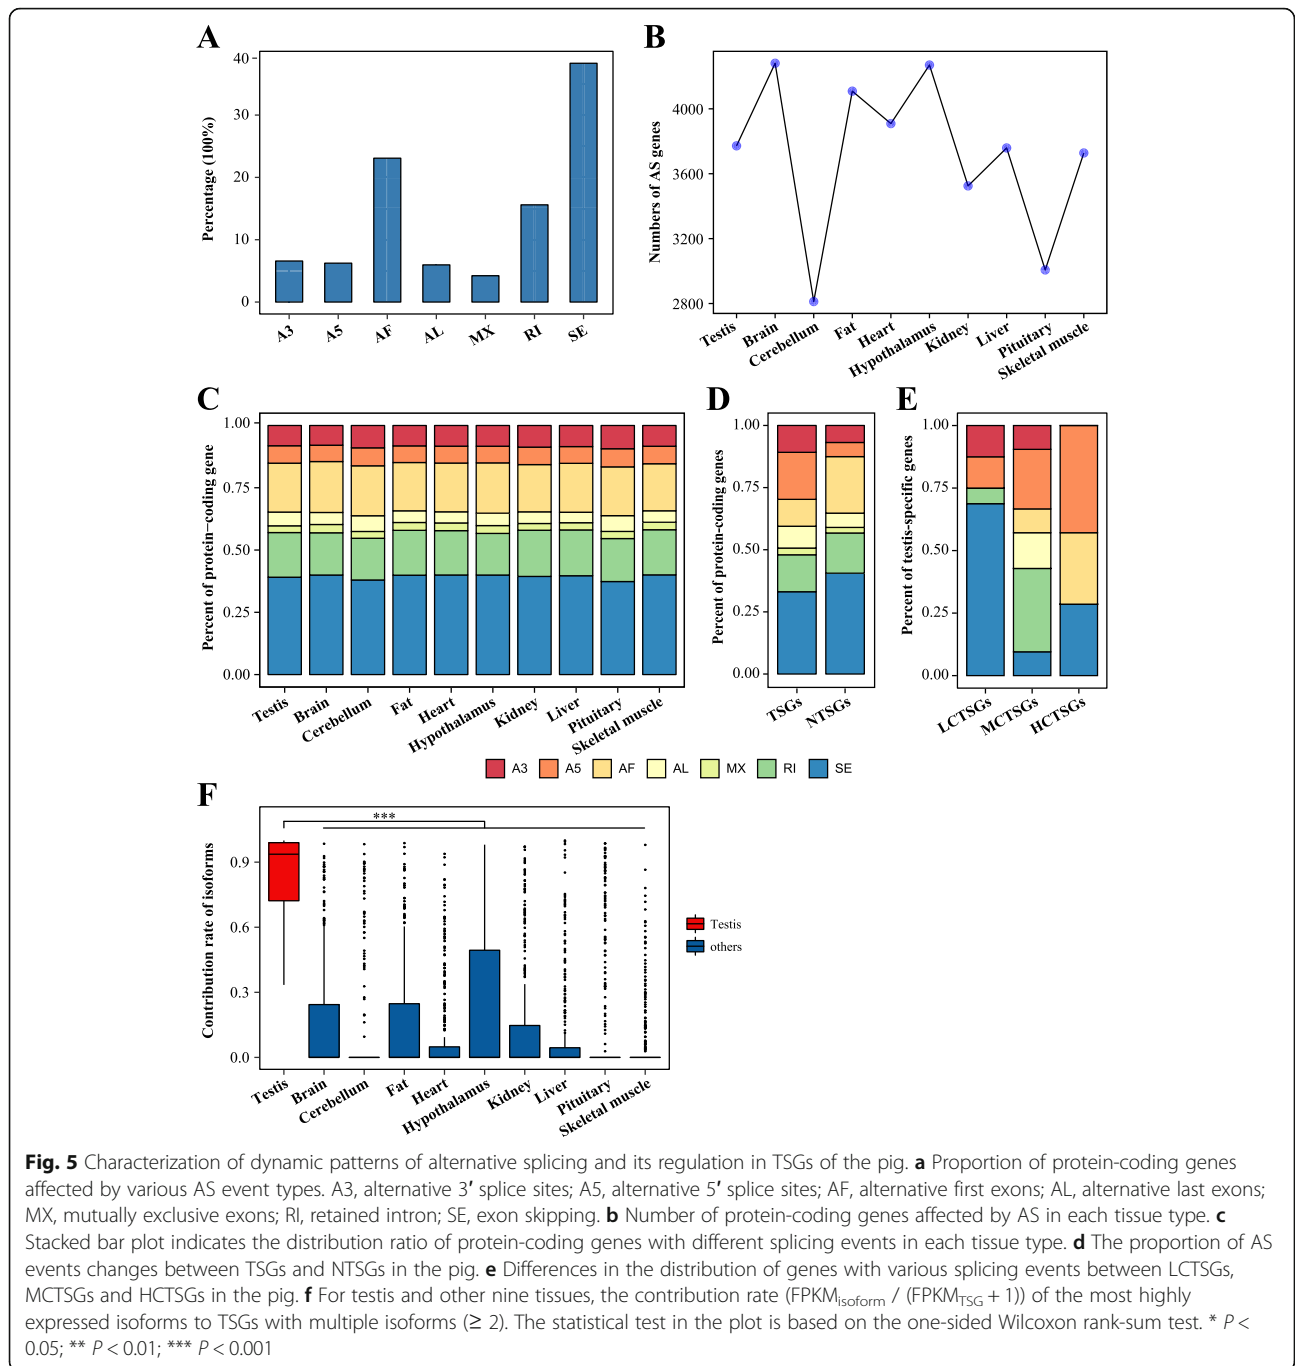 A
Percentage (100%)
40
30
20
10
0
A3 A5 AF AL MX RI SE
B
Numbers of AS genes
4000
3600
3200
2800
Testis Brain Cerebellum Fat Heart Hypothalamus Kidney Liver Pituitary Skeletal muscle
C
Percent of protein–coding gene
1.00
0.75
0.50
0.25
0.00
Testis Brain Cerebellum Fat Heart Hypothalamus Kidney Liver Pituitary Skeletal muscle
D
Percent of protein-coding genes
1.00
0.75
0.50
0.25
0.00
TSGs NTSGs
E
Percent of testis-specific genes
1.00
0.75
0.50
0.25
0.00
LCTSGs MCTSGs HCTSGs
A3 A5 AF AL MX RI SE
F
Contribution rate of isoforms
0.9
0.6
0.3
0.0
***
Testis Brain Cerebellum Fat Heart Hypothalamus Kidney Liver Pituitary Skeletal muscle
Testis
others
Fig. 5 Characterization of dynamic patterns of alternative splicing and its regulation in TSGs of the pig. a Proportion of protein-coding genes
affected by various AS event types. A3, alternative 3′ splice sites; A5, alternative 5′ splice sites; AF, alternative first exons; AL, alternative last exons;
MX, mutually exclusive exons; RI, retained intron; SE, exon skipping. b Number of protein-coding genes affected by AS in each tissue type. c
Stacked bar plot indicates the distribution ratio of protein-coding genes with different splicing events in each tissue type. d The proportion of AS
events changes between TSGs and NTSGs in the pig. e Differences in the distribution of genes with various splicing events between LCTSGs,
MCTSGs and HCTSGs in the pig. f For testis and other nine tissues, the contribution rate (FPKMisoform / (FPKMTSG + 1)) of the most highly
expressed isoforms to TSGs with multiple isoforms (≥ 2). The statistical test in the plot is based on the one-sided Wilcoxon rank-sum test. * P <
0.05; ** P < 0.01; *** P < 0.001